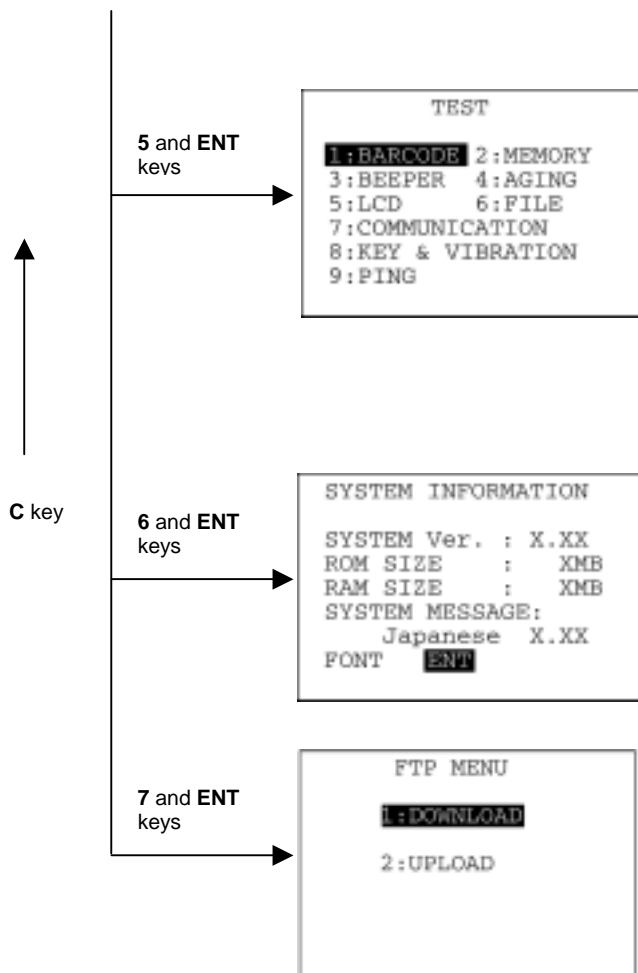 5 and ENT
keys
TEST
1:BARCODE 2:MEMORY
3:BEEPER 4:AGING
5:LCD 6:FILE
7:COMMUNICATION
8:KEY & VIBRATION
9:PING
C key
6 and ENT
keys
SYSTEM INFORMATION
SYSTEM Ver. : X.XX
ROM SIZE : XMB
RAM SIZE : XMB
SYSTEM MESSAGE:
Japanese X.XX
FONT ENT
7 and ENT
keys
FTP MENU
1:DOWNLOAD
2:UPLOAD